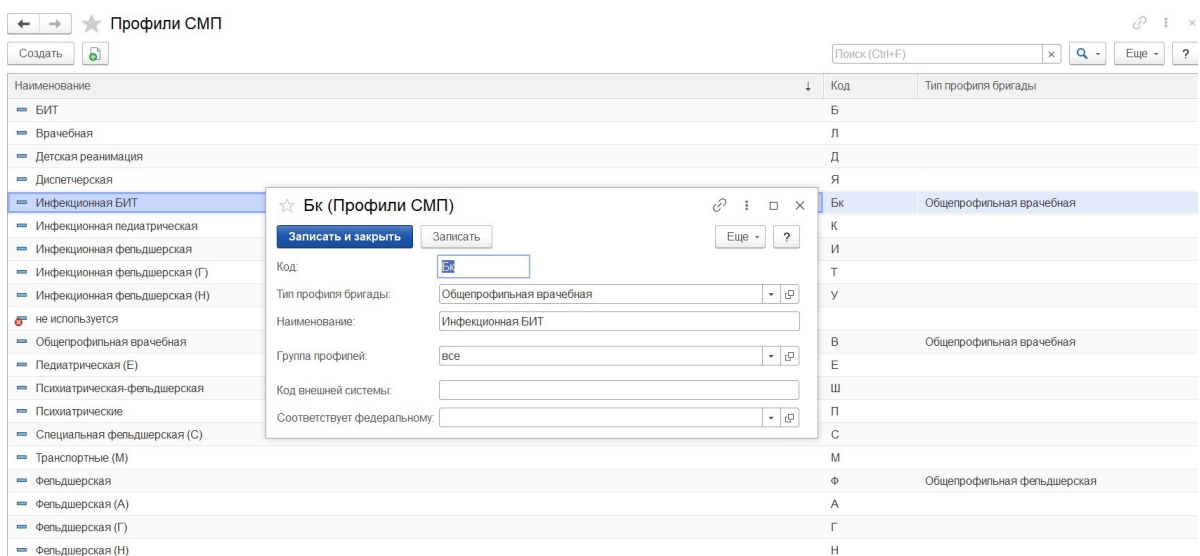 Профили СМП
Создать
Поиск (Ctrl+F)
Еще
?
Наименование Код Тип профиля бригады
БИТ Б
Врачебная Л
Детская реанимация Д
Диспетчерская Я
Инфекционная БИТ Бк Общепрофильная врачебная
Инфекционная педиатрическая К
Инфекционная фельдшерская И
Инфекционная фельдшерская (Г) Т
Инфекционная фельдшерская (Н) У
не используется
Общепрофильная врачебная В Общепрофильная врачебная
Педиатрическая (Е) Е
Психиатрическая-фельдшерская Ш
Психиатрические П
Специальная фельдшерская (С) С
Транспортные (М) М
Фельдшерская Ф Общепрофильная фельдшерская
Фельдшерская (А) А
Фельдшерская (Г) Г
Фельдшерская (Н) Н
Бк (Профили СМП)
Записать и закрыть Записать Еще ?
Код: Бк
Тип профиля бригады: Общепрофильная врачебная
Наименование: Инфекционная БИТ
Группа профилей: все
Код внешней системы:
Соответствует федеральному: